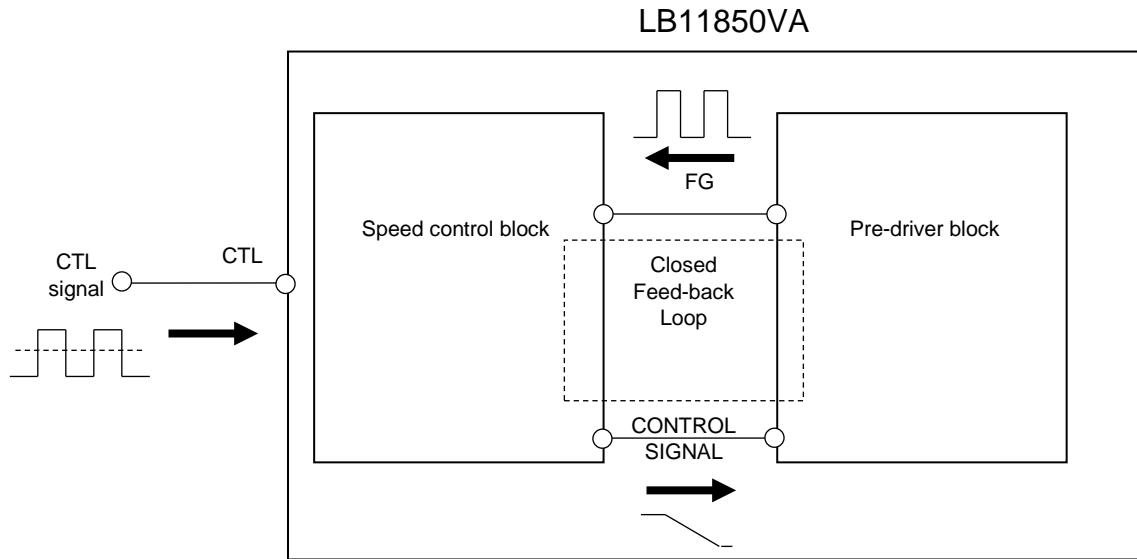 LB11850VA
FG
Speed control block
Pre-driver block
CTL
signal
CTL
Closed
Feed-back
Loop
CONTROL
SIGNAL